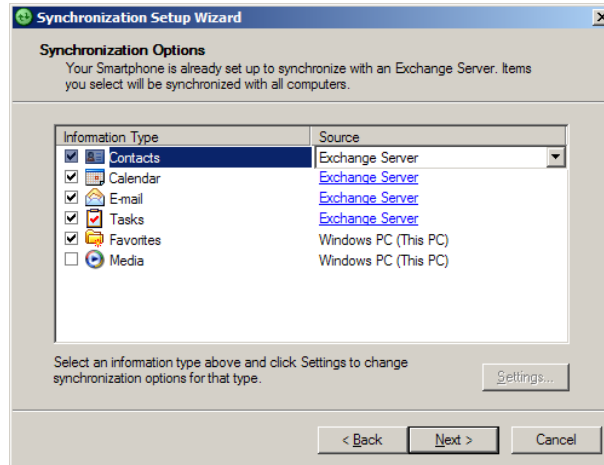 Synchronization Setup Wizard
Synchronization Options
Your Smartphone is already set up to synchronize with an Exchange Server. Items
you select will be synchronized with all computers.
Information Type Source
Contacts Exchange Server
Calendar Exchange Server
E-mail Exchange Server
Tasks Exchange Server
Favorites Windows PC (This PC)
Media Windows PC (This PC)
Select an information type above and click Settings to change
synchronization options for that type.
Settings...
< Back Next > Cancel